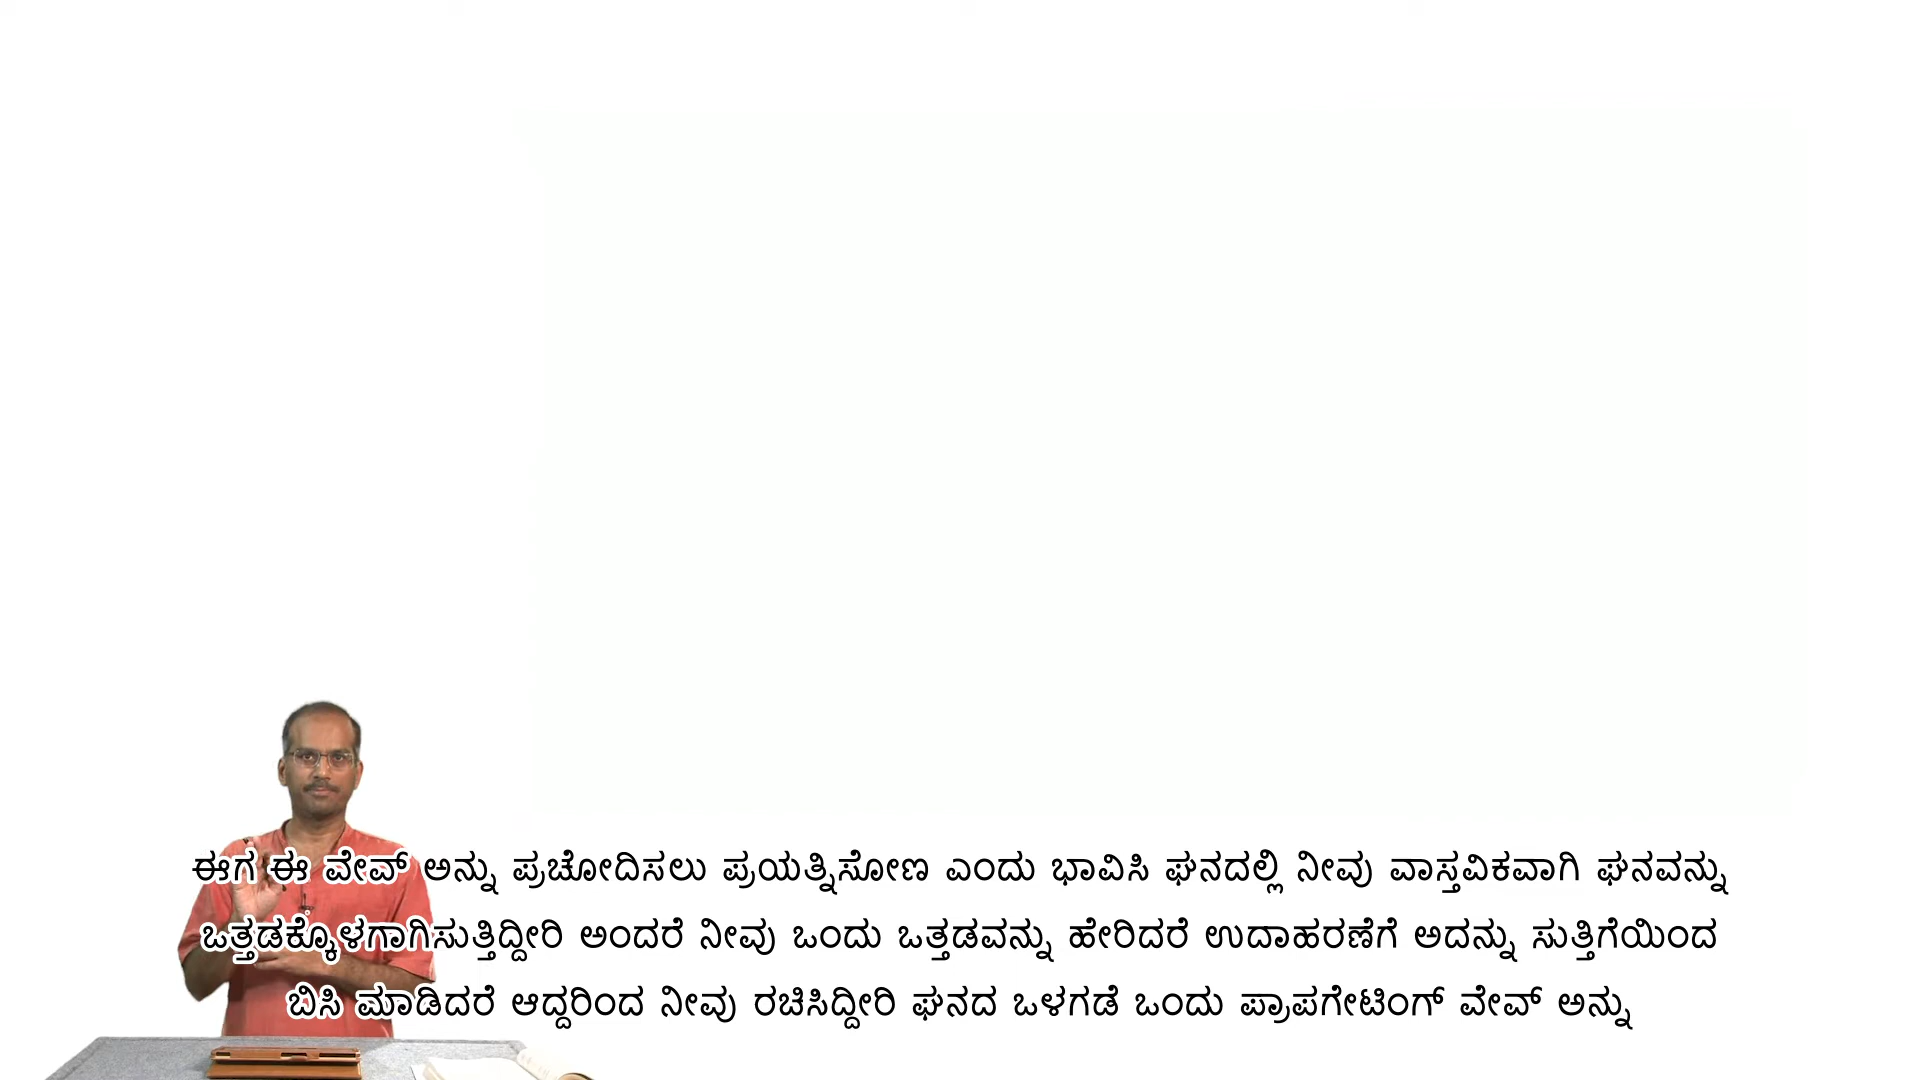 ಈಗ ಈ ವೇವ್ ಅನ್ನು ಪ್ರಚೋದಿಸಲು ಪ್ರಯತ್ನಿಸೋಣ ಎಂದು ಭಾವಿಸಿ ಘನದಲ್ಲಿ ನೀವು ವಾಸ್ತವಿಕವಾಗಿ ಘನವನ್ನು
ಒತ್ತಡಕ್ಕೊಳಗಾಗಿಸುತ್ತಿದ್ದೀರಿ ಅಂದರೆ ನೀವು ಒಂದು ಒತ್ತಡವನ್ನು ಹೇರಿದರೆ ಉದಾಹರಣೆಗೆ ಅದನ್ನು ಸುತ್ತಿಗೆಯಿಂದ
ಬಿಸಿ ಮಾಡಿದರೆ ಆದ್ದರಿಂದ ನೀವು ರಚಿಸಿದ್ದೀರಿ ಘನದ ಒಳಗಡೆ ಒಂದು ಪ್ರಾಪಗೇಟಿಂಗ್ ವೇವ್ ಅನ್ನು